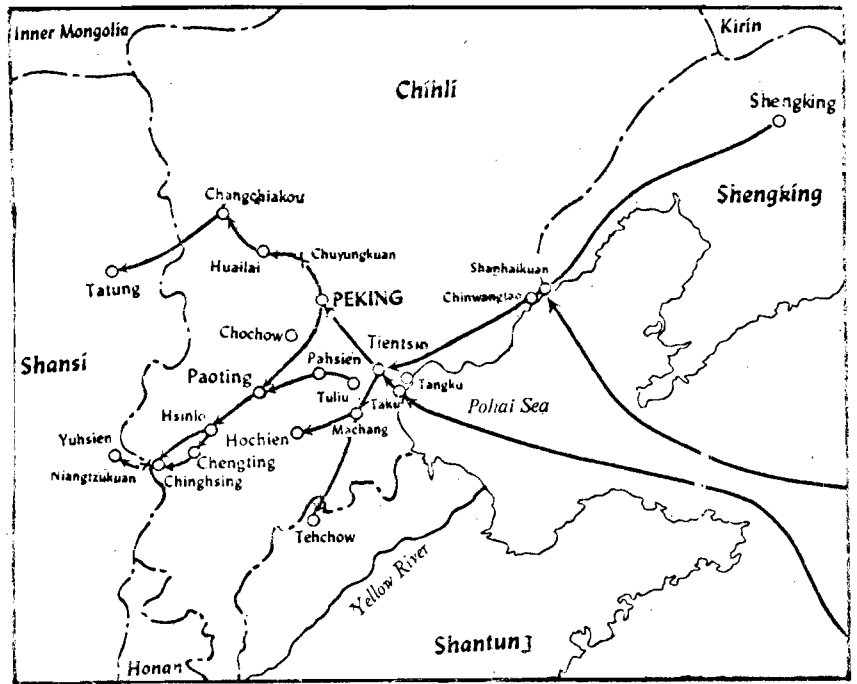 Inner Mongolia
Kirin
Chihli
Shengking
Shengking
Changchiakou
Chuyungkuan
Huailai
Tatung
Shanhaikuan
Chinwangtao
PEKING
Chochow
Tientsin
Shansi
Pahsien
Paoting
Tangku
Tuliu
Taku
Pohai Sea
Hsinlo
Machang
Yuhsien
Hochien
Chengting
Niangtzukuan
Chinghsing
Tehchow
Yellow River
Shantung
Honan